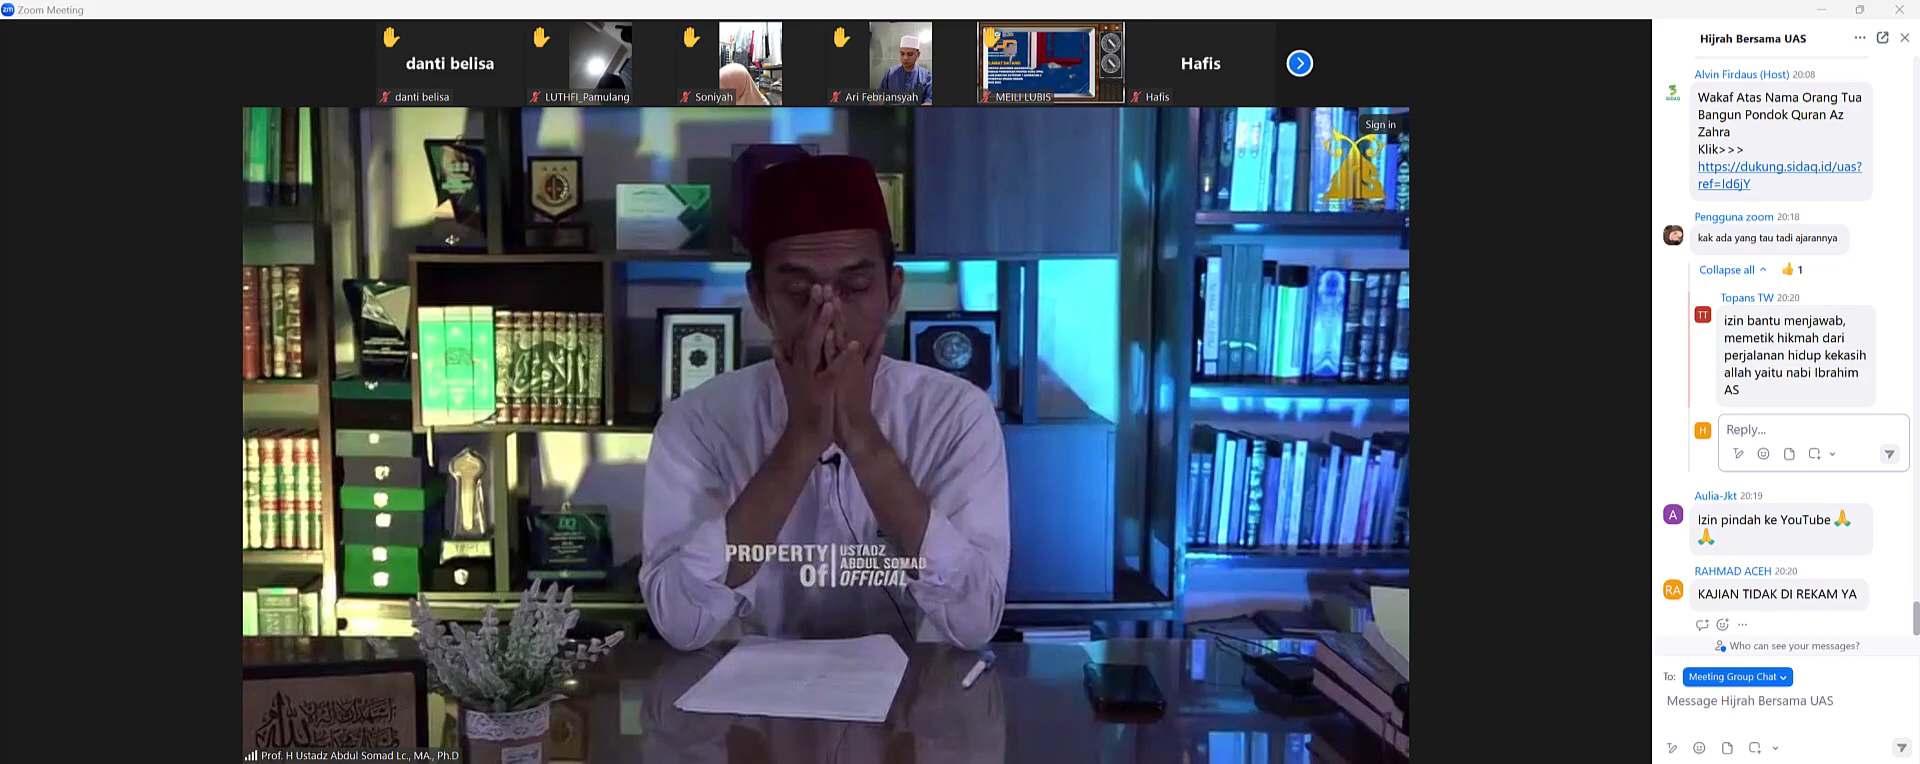 Zoom Meeting
danti belisa
danti belisa
LUTHFI_Pamulang
Soniyah
Ari Febriansyah
MEILI LUBIS
Hafis
Hafis
Sign in
UAS
PROPERTY Of
USTADZ
ABDUL SOMAD
OFFICIAL
Prof. H Ustadz Abdul Somad Lc., MA., Ph.D
Hijrah Bersama UAS
Alvin Firdaus (Host) 20:08
Wakaf Atas Nama Orang Tua
Bangun Pondok Quran Az
Zahra
Klik>>>
https://dukung.sidaq.id/uas?
ref=Id6jY
Pengguna zoom 20:18
kak ada yang tau tadi ajarannya
Collapse all
1
Topans TW 20:20
TT
izin bantu menjawab,
memetik hikmah dari
perjalanan hidup kekasih
allah yaitu nabi Ibrahim
AS
H
Reply...
Aulia-Jkt 20:19
A
Izin pindah ke YouTube 🙏
🙏
RAHMAD ACEH 20:20
RA
KAJIAN TIDAK DI REKAM YA
Who can see your messages?
To: Meeting Group Chat
Message Hijrah Bersama UAS